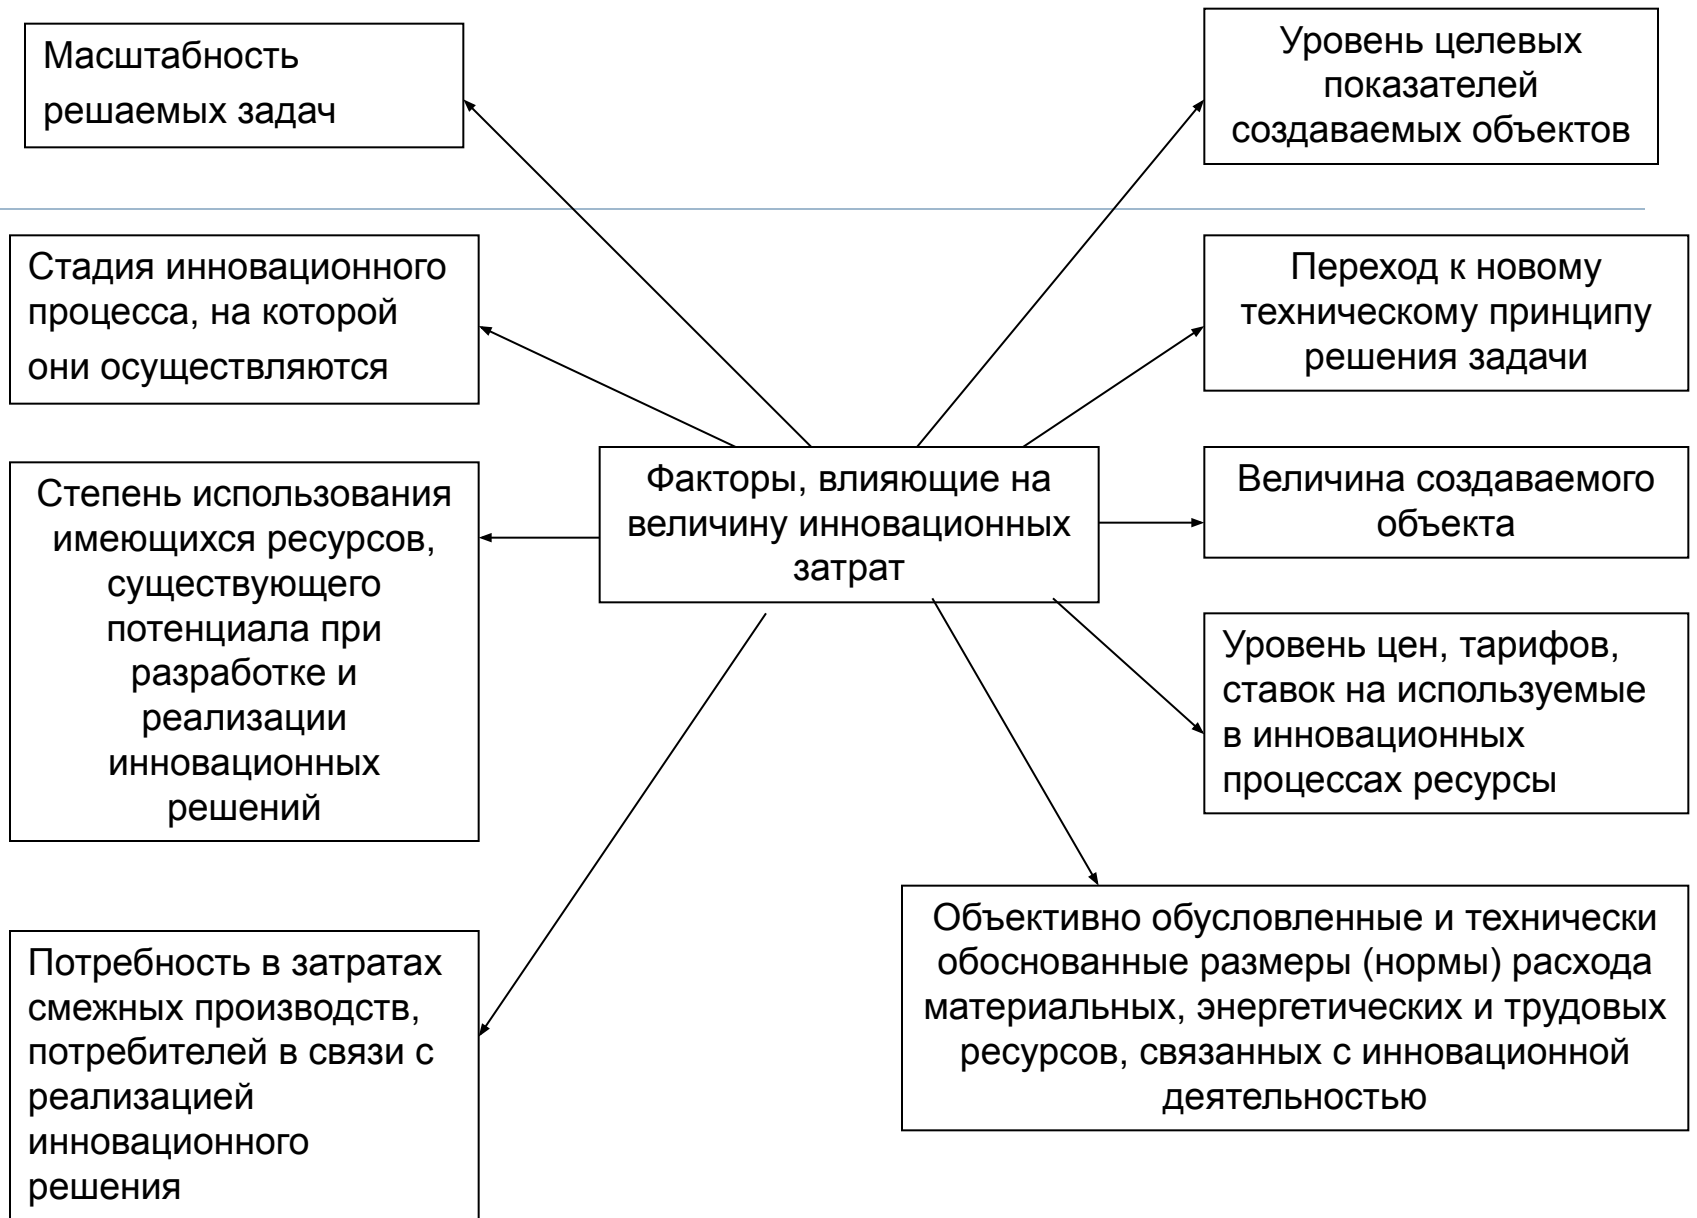 Масштабность
решаемых задач
Уровень целевых
показателей
создаваемых объектов
Стадия инновационного
процесса, на которой
они осуществляются
Переход к новому
техническому принципу
решения задачи
Степень использования
имеющихся ресурсов,
существующего
потенциала при
разработке и
реализации
инновационных
решений
Факторы, влияющие на
величину инновационных
затрат
Величина создаваемого
объекта
Уровень цен, тарифов,
ставок на используемые
в инновационных
процессах ресурсы
Потребность в затратах
смежных производств,
потребителей в связи с
реализацией
инновационного
решения
Объективно обусловленные и технически
обоснованные размеры (нормы) расхода
материальных, энергетических и трудовых
ресурсов, связанных с инновационной
деятельностью